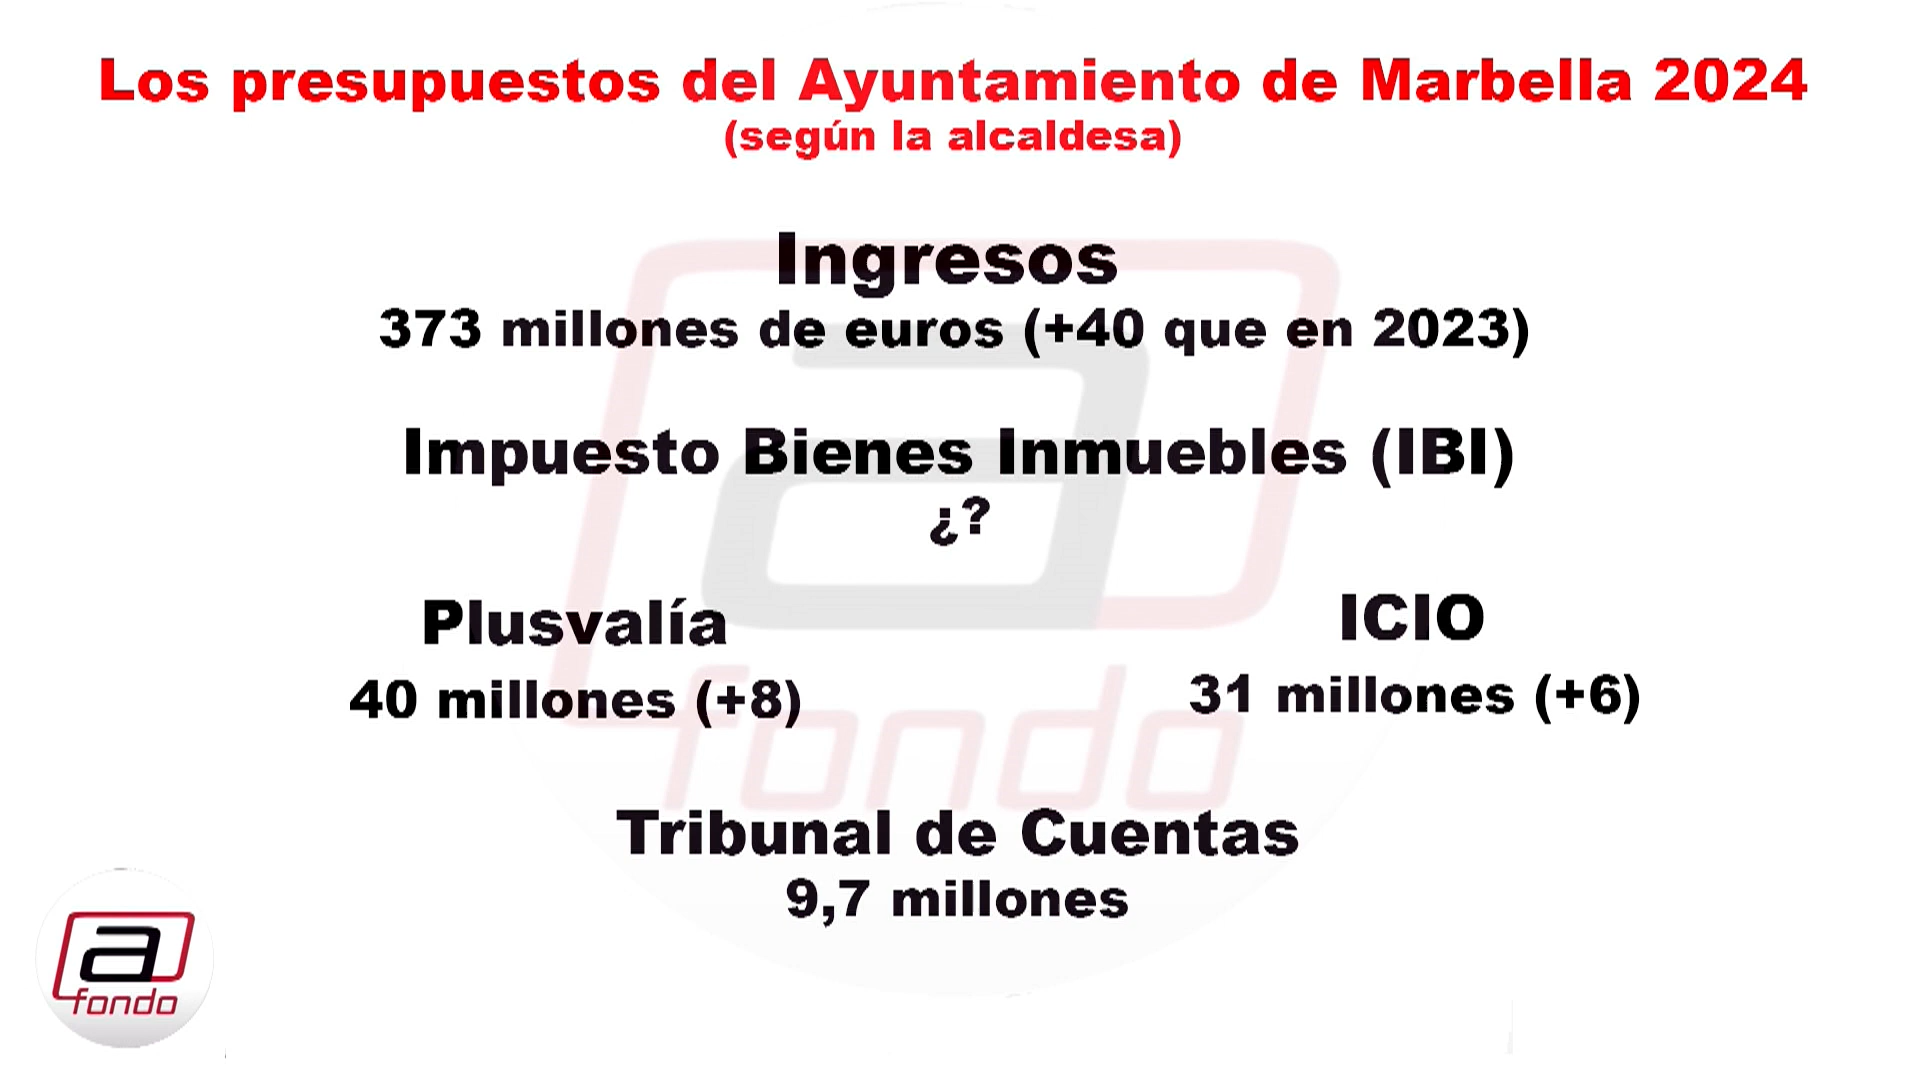 Los presupuestos del Ayuntamiento de Marbella 2024
(según la alcaldesa)
Ingresos
373 millones de euros (+40 que en 2023)
Impuesto Bienes Inmuebles (IBI)
¿?
Plusvalía
40 millones (+8)
ICIO
31 millones (+6)
Tribunal de Cuentas
9,7 millones
a
fondo
a
fondo